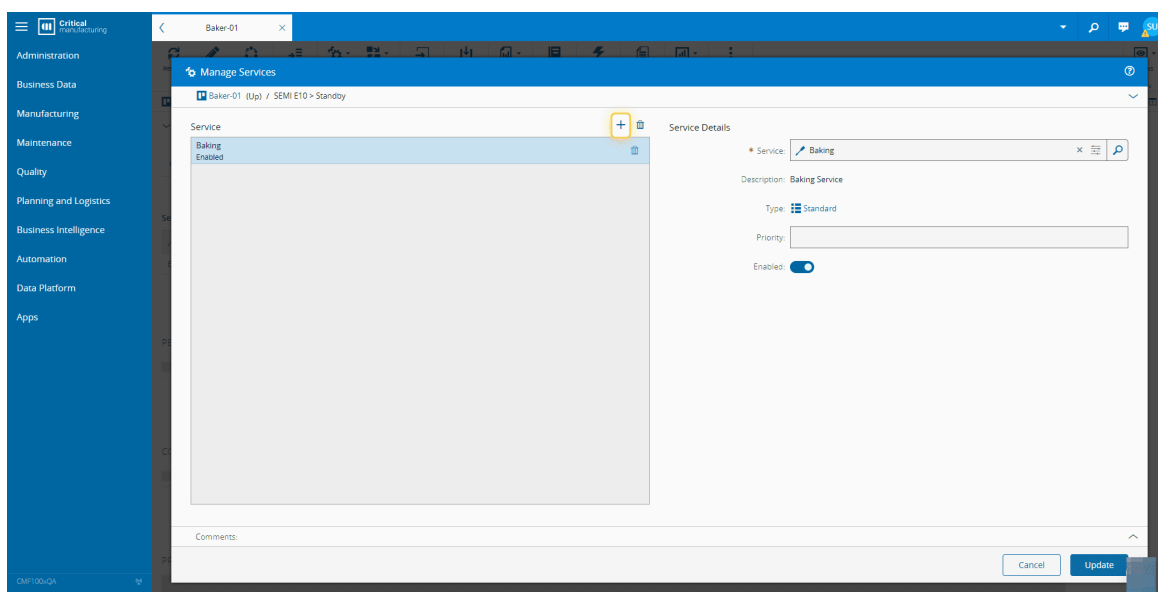 Critical
manufacturing
Baker-01
SU
Administration
Business Data
Manufacturing
Maintenance
Quality
Planning and Logistics
Business Intelligence
Automation
Data Platform
Apps
CMF100xQA
Manage Services
Baker-01 (Up) / SEMI E10 > Standby
Service
Baking
Enabled
Service Details
* Service: Baking
Description: Baking Service
Type: Standard
Priority:
Enabled:
Comments:
Cancel
Update